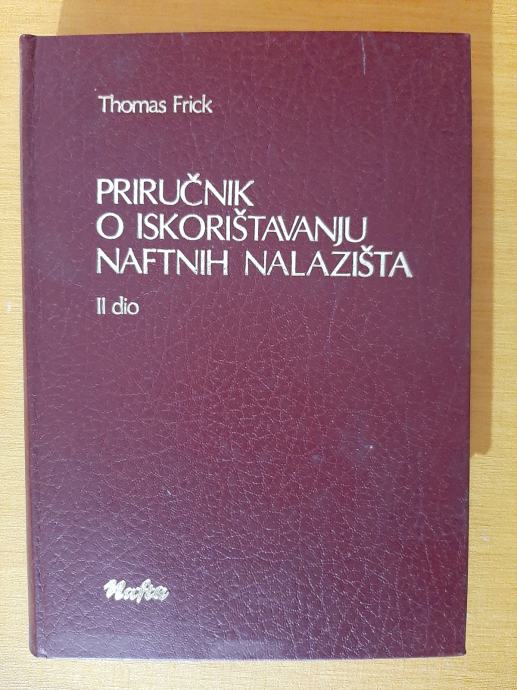 Thomas Frick
PRIRUČNIK
O ISKORIŠTAVANJU
NAFTNIH NALAZIŠTA
II dio
Nafta